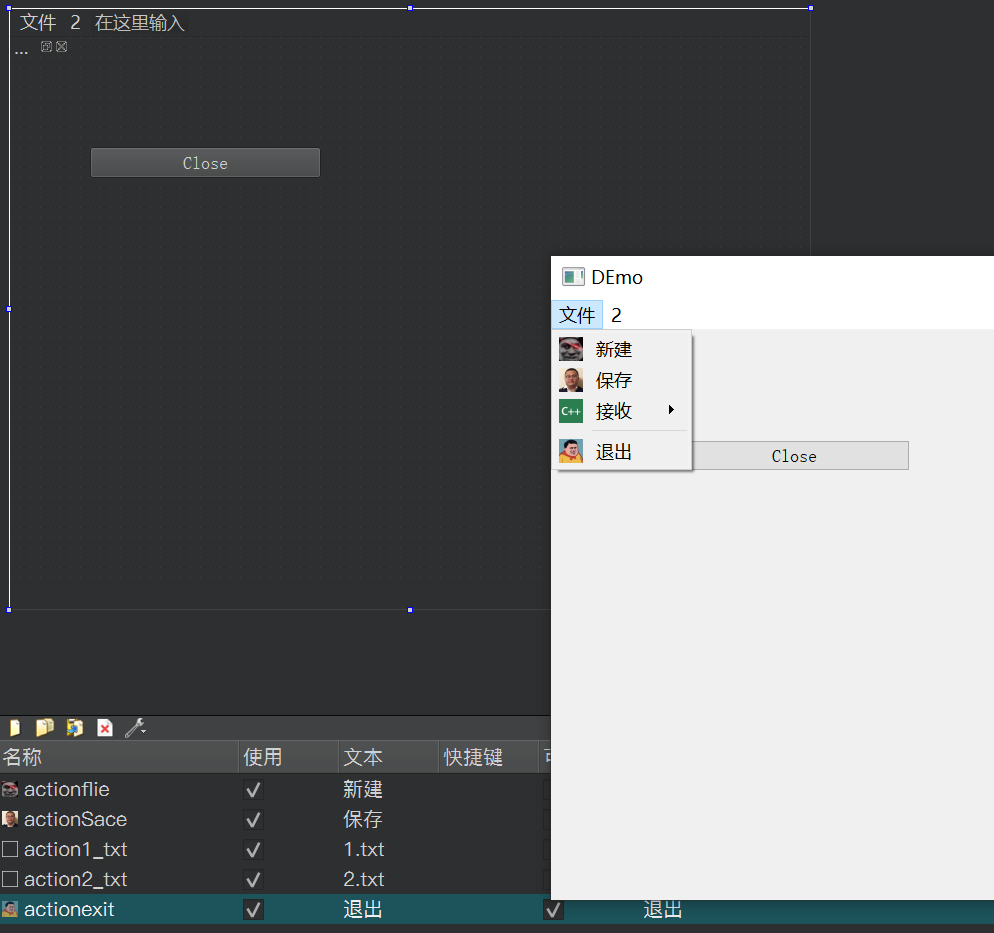 文件 2 在这里输入
...
Close
DEmo
文件 2
新建
保存
C++ 接收
退出
Close
名称 使用 文本 快捷键
actionflie 新建
actionSace 保存
action1_txt 1.txt
action2_txt 2.txt
actionexit 退出 退出